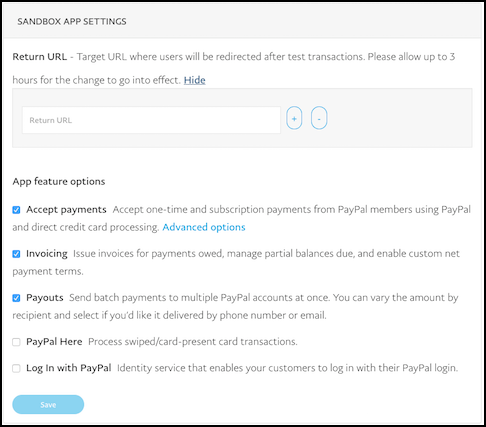 SANDBOX APP SETTINGS
Return URL - Target URL where users will be redirected after test transactions. Please allow up to 3
hours for the change to go into effect. Hide
Return URL
+
-
App feature options
Accept payments Accept one-time and subscription payments from PayPal members using PayPal
and direct credit card processing. Advanced options
Invoicing Issue invoices for payments owed, manage partial balances due, and enable custom net
payment terms.
Payouts Send batch payments to multiple PayPal accounts at once. You can vary the amount by
recipient and select if you'd like it delivered by phone number or email.
PayPal Here Process swiped/card-present card transactions.
Log In with PayPal Identity service that enables your customers to log in with their PayPal login.
Save